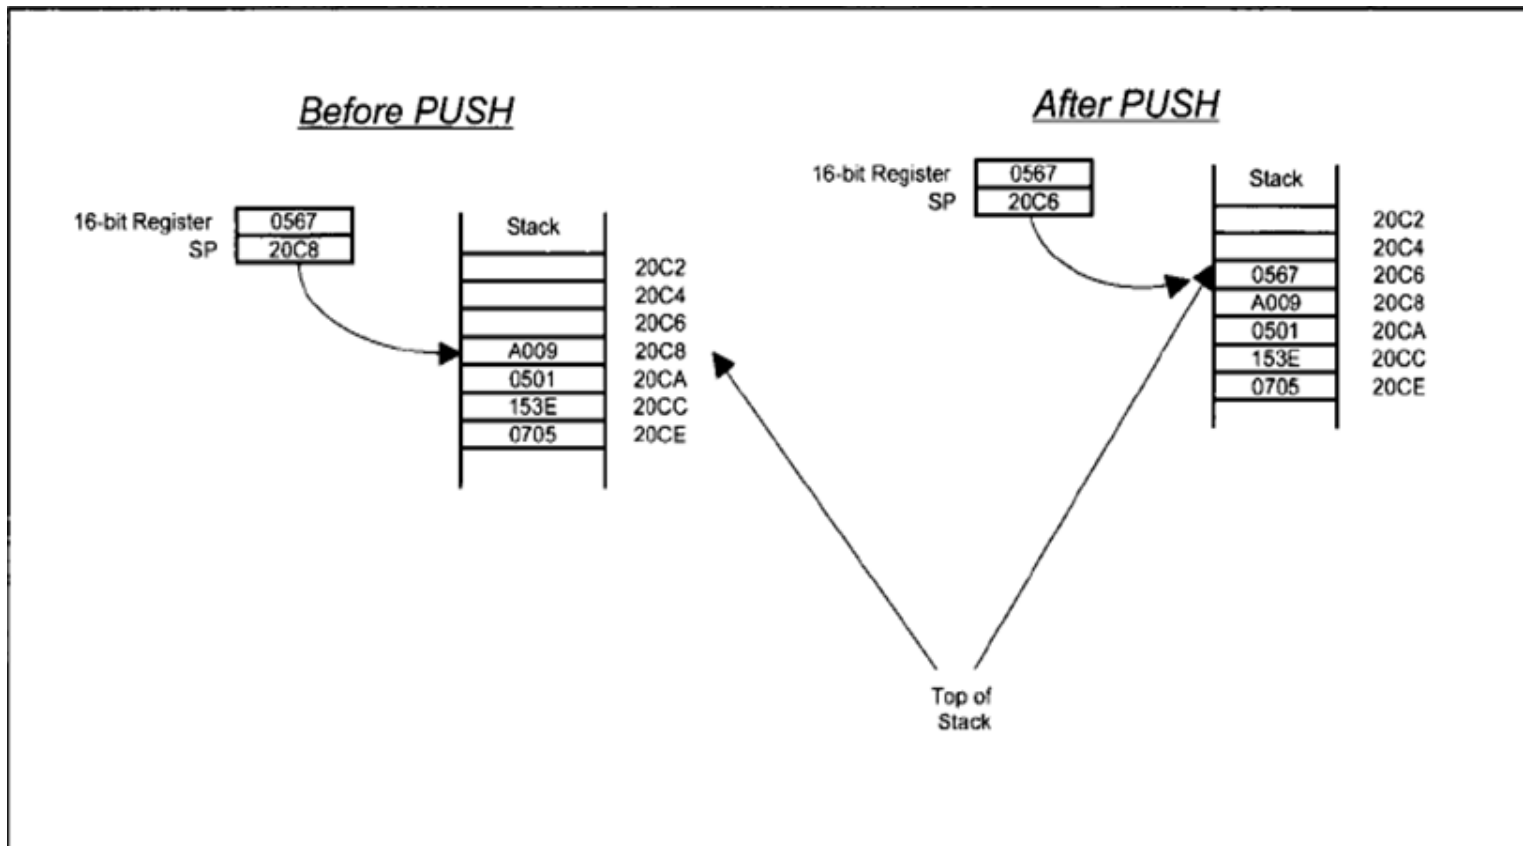 Before PUSH
16-bit Register 0567
SP 20C8
Stack
20C2
20C4
20C6
A009 20C8
0501 20CA
153E 20CC
0705 20CE
After PUSH
16-bit Register 0567
SP 20C6
Stack
20C2
20C4
0567 20C6
A009 20C8
0501 20CA
153E 20CC
0705 20CE
Top of
Stack